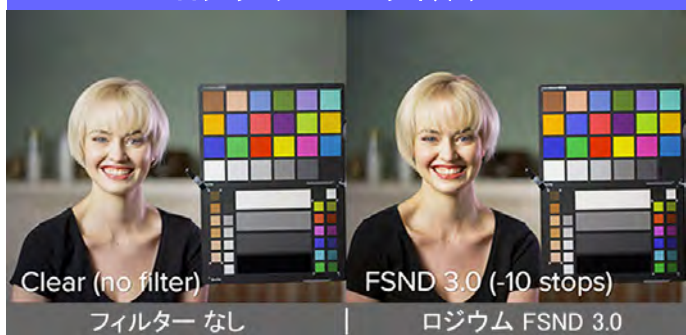 Clear (no filter)
FSND 3.0 (-10 stops)
フィルター なし
ロジウム FSND 3.0